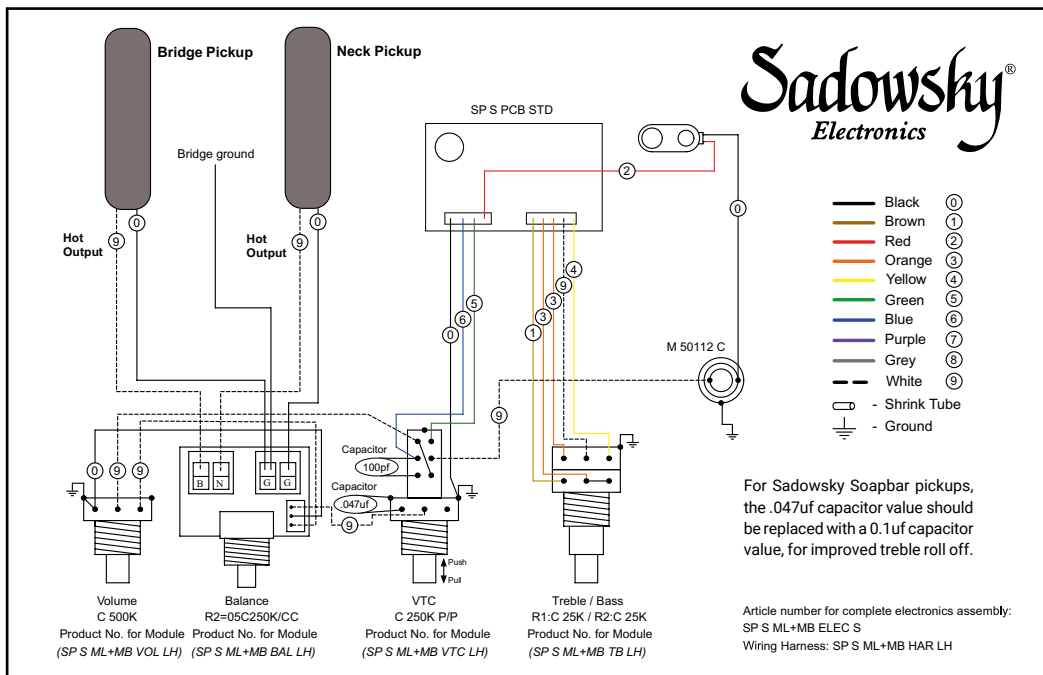 Bridge Pickup
Neck Pickup
Sadowsky®
Electronics
SP S PCB STD
Bridge ground
2
0
0
0
9
9
Hot
Output
Hot
Output
Black 0
Brown 1
Red 2
Orange 3
Yellow 4
Green 5
Blue 6
Purple 7
Grey 8
White 9
- Shrink Tube
- Ground
4
9
3
3
1
5
6
0
M 50112 C
9
0
9
9
B
N
G
G
Capacitor
100pf
Capacitor
.047uf
9
Push
Pull
For Sadowsky Soapbar pickups,
the .047uf capacitor value should
be replaced with a 0.1uf capacitor
value, for improved treble roll off.
Volume
C 500K
Product No. for Module
(SP S ML+MB VOL LH)
Balance
R2=05C250K/CC
Product No. for Module
(SP S ML+MB BAL LH)
VTC
C 250K P/P
Product No. for Module
(SP S ML+MB VTC LH)
Treble / Bass
R1:C 25K / R2:C 25K
Product No. for Module
(SP S ML+MB TB LH)
Article number for complete electronics assembly:
SP S ML+MB ELEC S
Wiring Harness: SP S ML+MB HAR LH